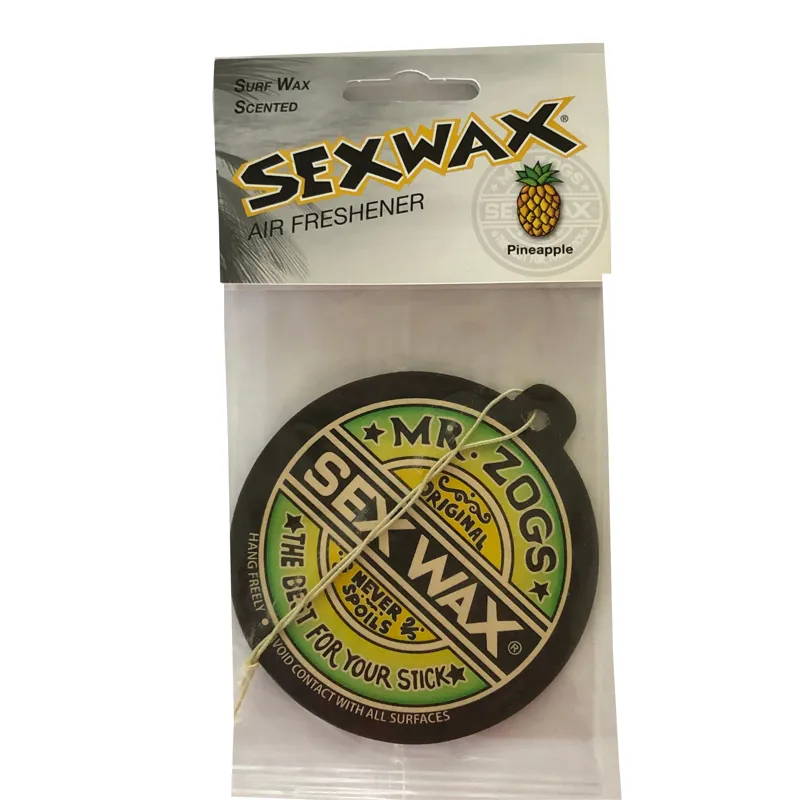 SURF WAX
SCENTED
SEXWAX®
AIR FRESHENER
Pineapple
MR. ZOGS
ORIGINAL
SEX WAX®
NEVER
SPOILS
THE BEST FOR YOUR STICK
HANG FREELY • AVOID CONTACT WITH ALL SURFACES